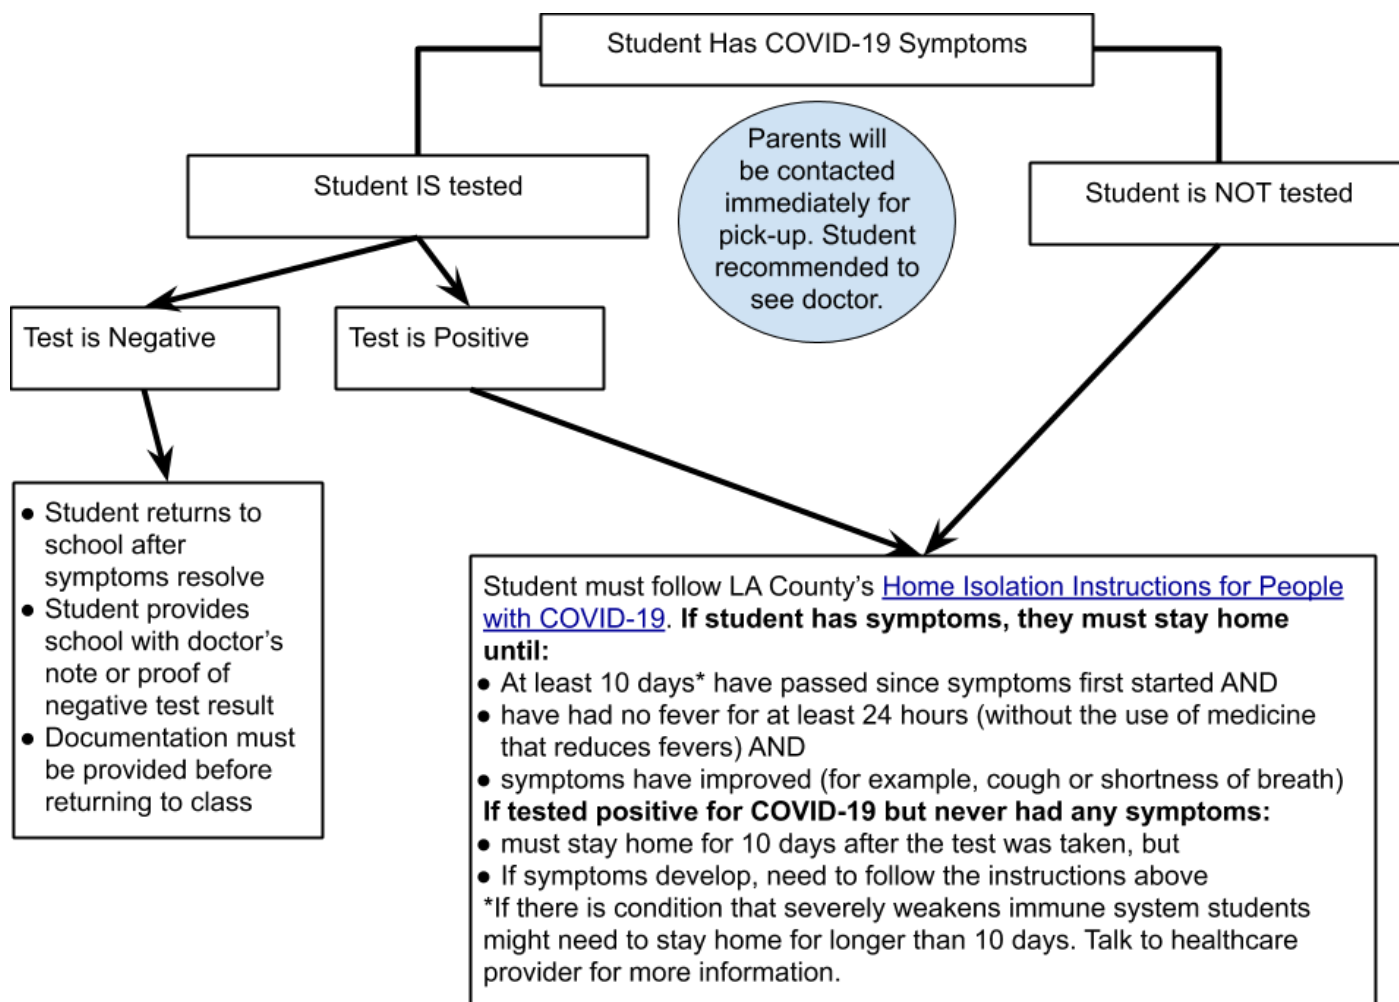 Student Has COVID-19 Symptoms
Parents will
be contacted
immediately for
pick-up. Student
recommended to
see doctor.
Student IS tested
Student is NOT tested
Test is Negative
Test is Positive
● Student returns to
school after
symptoms resolve
● Student provides
school with doctor’s
note or proof of
negative test result
● Documentation must
be provided before
returning to class
Student must follow LA County’s Home Isolation Instructions for People
with COVID-19. If student has symptoms, they must stay home
until:
● At least 10 days* have passed since symptoms first started AND
● have had no fever for at least 24 hours (without the use of medicine
that reduces fevers) AND
● symptoms have improved (for example, cough or shortness of breath)
If tested positive for COVID-19 but never had any symptoms:
● must stay home for 10 days after the test was taken, but
● If symptoms develop, need to follow the instructions above
*If there is condition that severely weakens immune system students
might need to stay home for longer than 10 days. Talk to healthcare
provider for more information.